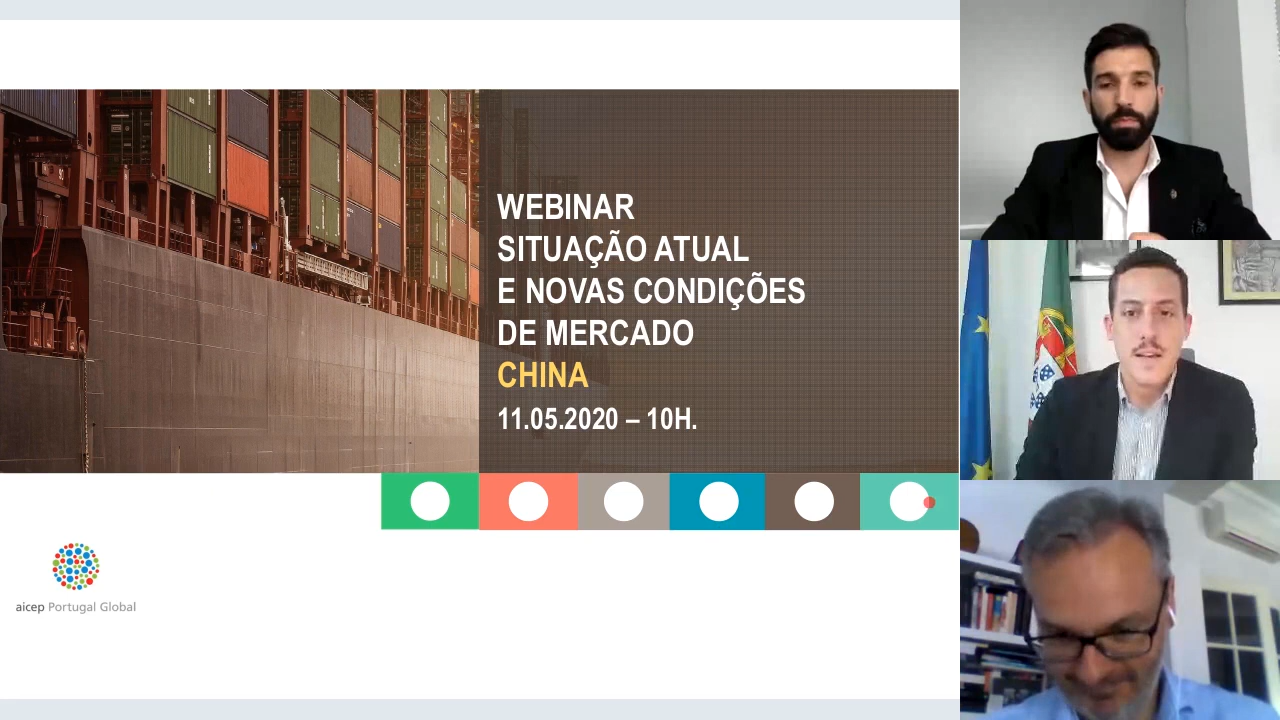 WEBINAR
SITUAÇÃO ATUAL
E NOVAS CONDIÇÕES
DE MERCADO
CHINA
11.05.2020 – 10H.
aicep Portugal Global